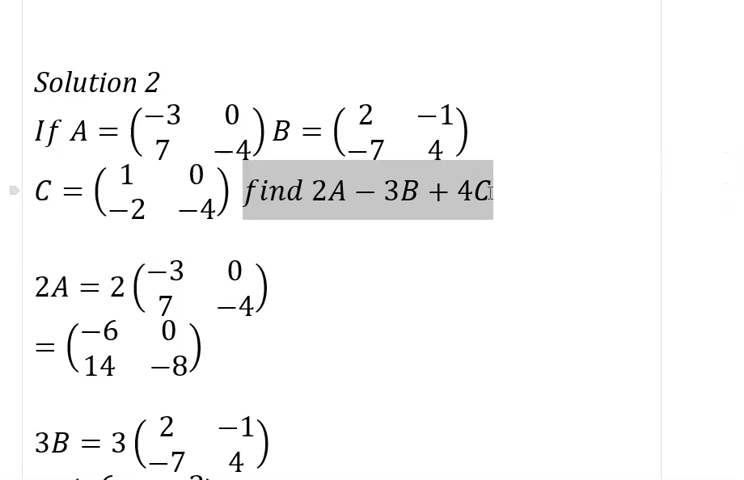 Solution 2
If A = (−3 0 7 −4) B = (2 −1 −7 4)
C = (1 0 −2 −4) find 2A − 3B + 4C
2A = 2 (−3 0 7 −4)
= (−6 0 14 −8)
3B = 3 (2 −1 −7 4)